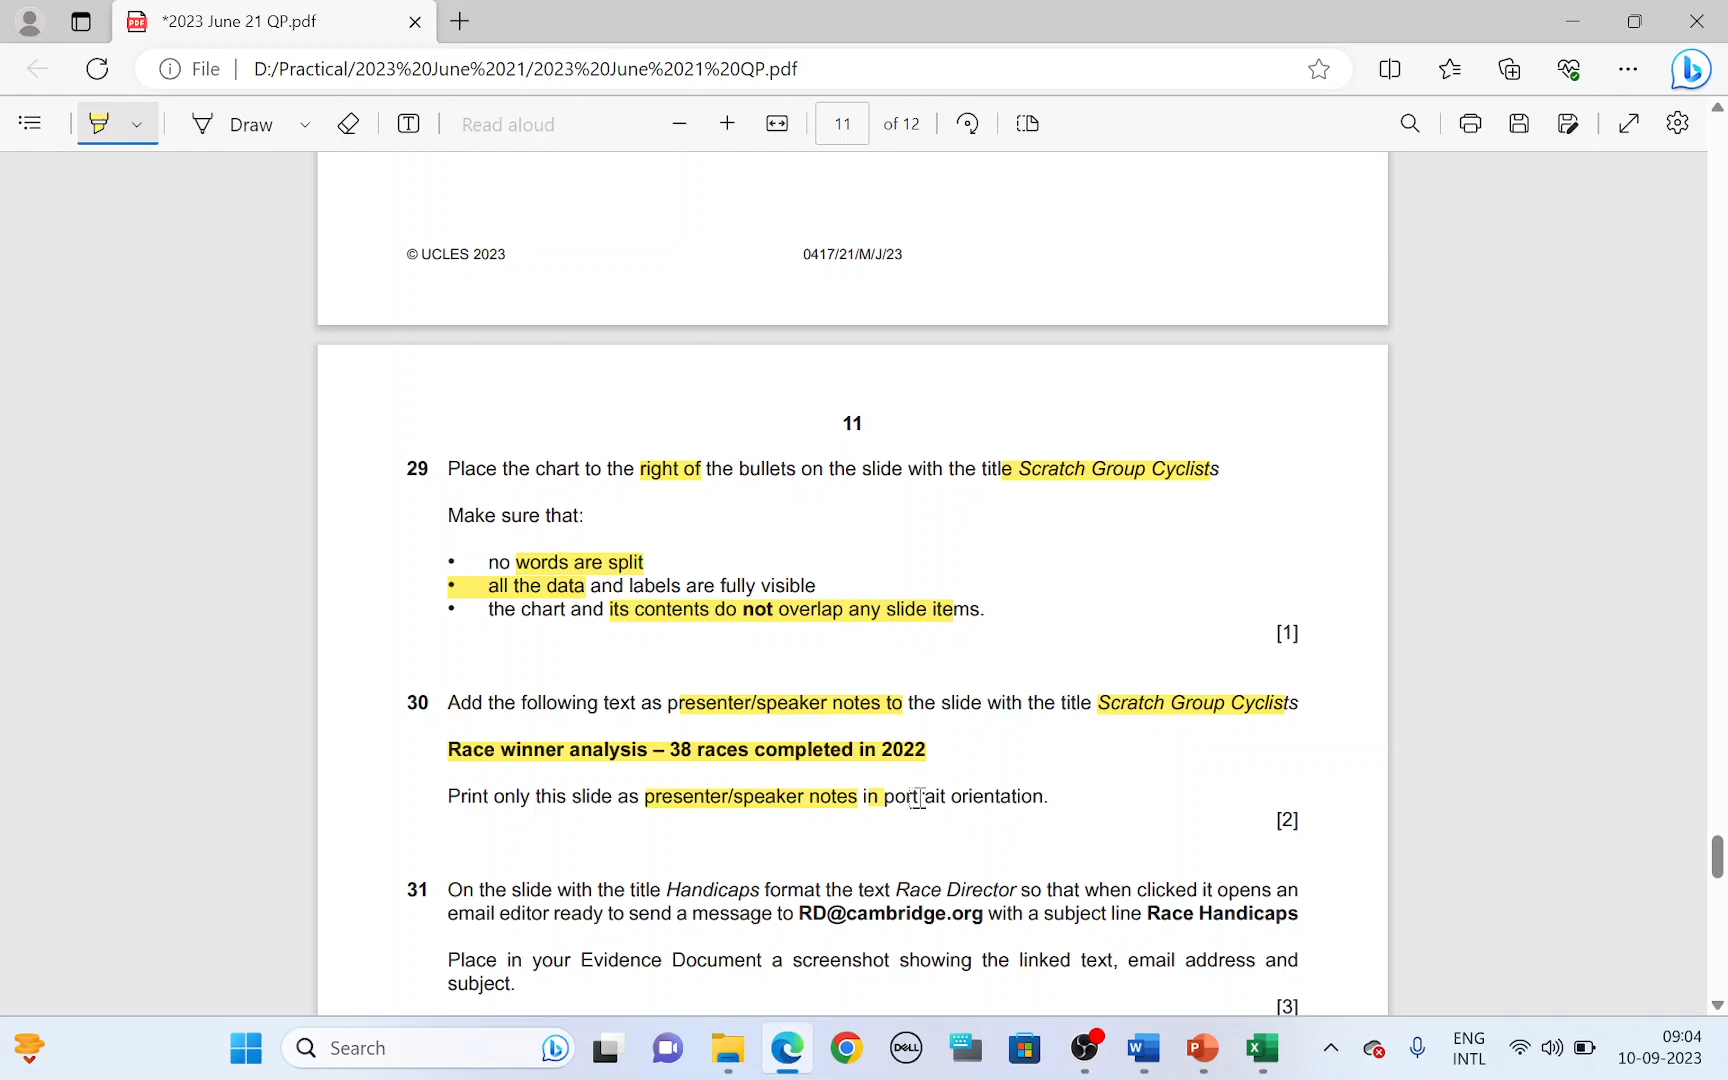 *2023 June 21 QP.pdf
File
D:/Practical/2023%20June%2021/2023%20June%2021%20QP.pdf
Draw
Read aloud
11
of 12
© UCLES 2023
0417/21/M/J/23
11
29 Place the chart to the right of the bullets on the slide with the title Scratch Group Cyclists
Make sure that:
• no words are split
• all the data and labels are fully visible
• the chart and its contents do not overlap any slide items.
[1]
30 Add the following text as presenter/speaker notes to the slide with the title Scratch Group Cyclists
Race winner analysis – 38 races completed in 2022
Print only this slide as presenter/speaker notes in portrait orientation.
[2]
31 On the slide with the title Handicaps format the text Race Director so that when clicked it opens an
email editor ready to send a message to RD@cambridge.org with a subject line Race Handicaps
Place in your Evidence Document a screenshot showing the linked text, email address and
subject.
[3]
Search
DELL
ENG
INTL
09:04
10-09-2023